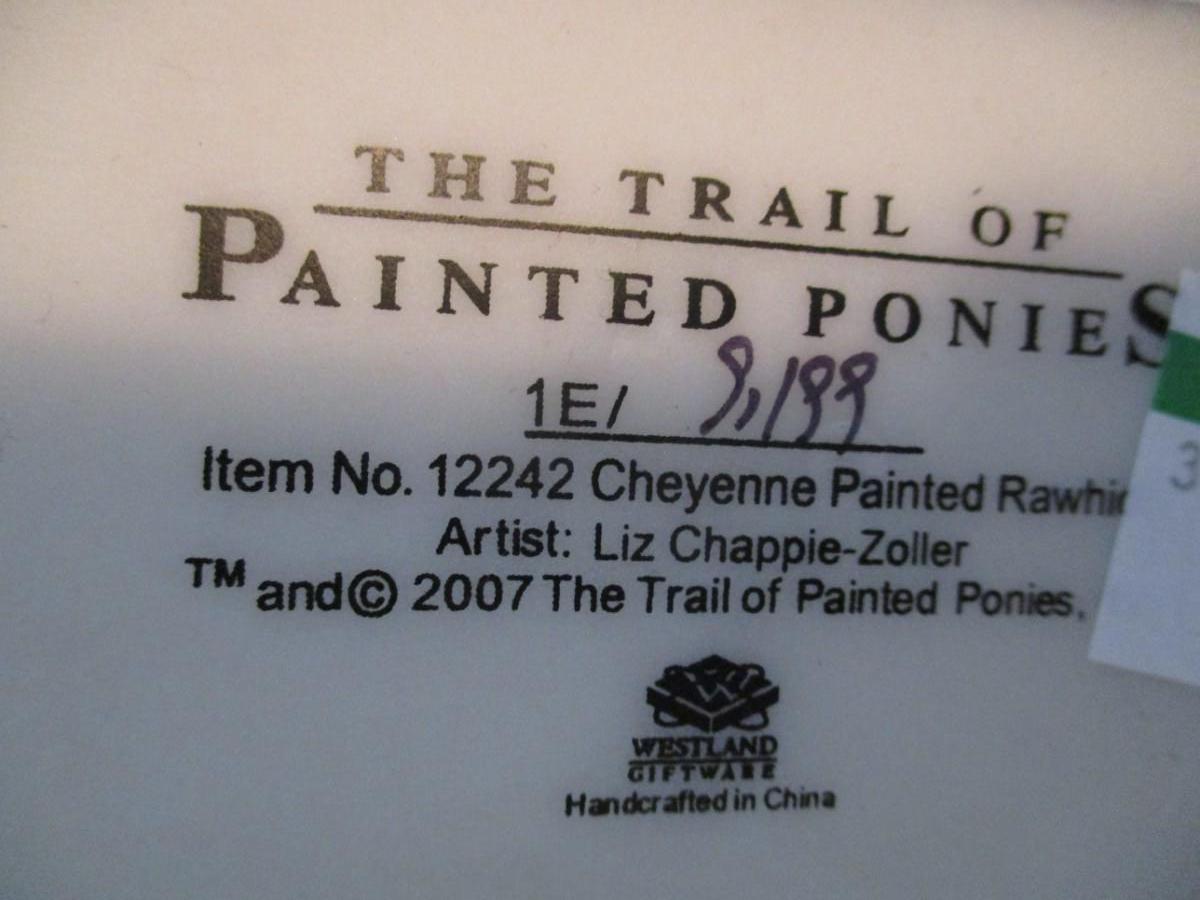 THE TRAIL OF
PAINTED PONIES
1E/ 9,199
Item No. 12242 Cheyenne Painted Rawhi
Artist: Liz Chappie-Zoller
TM and © 2007 The Trail of Painted Ponies.
3
WESTLAND
GIFTWARE
Handcrafted in China